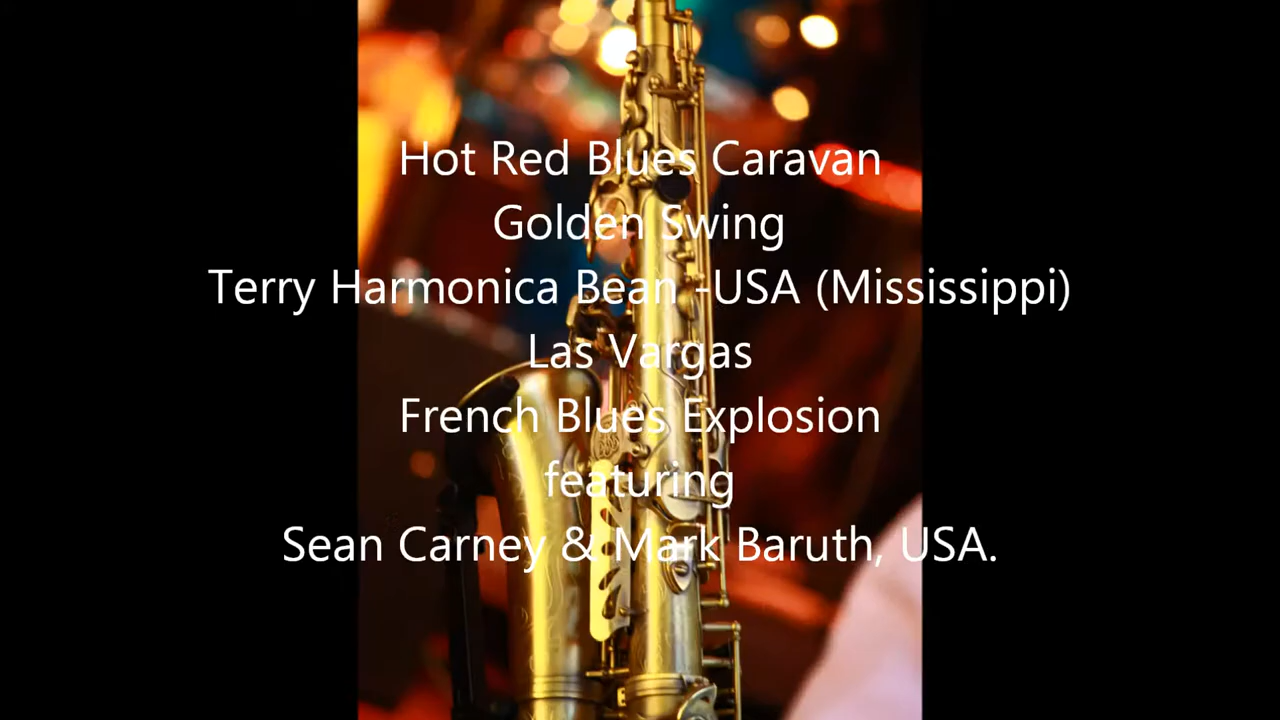 Hot Red Blues Caravan
Golden Swing
Terry Harmonica Bean -USA (Mississippi)
Las Vargas
French Blues Explosion
featuring
Sean Carney & Mark Baruth, USA.